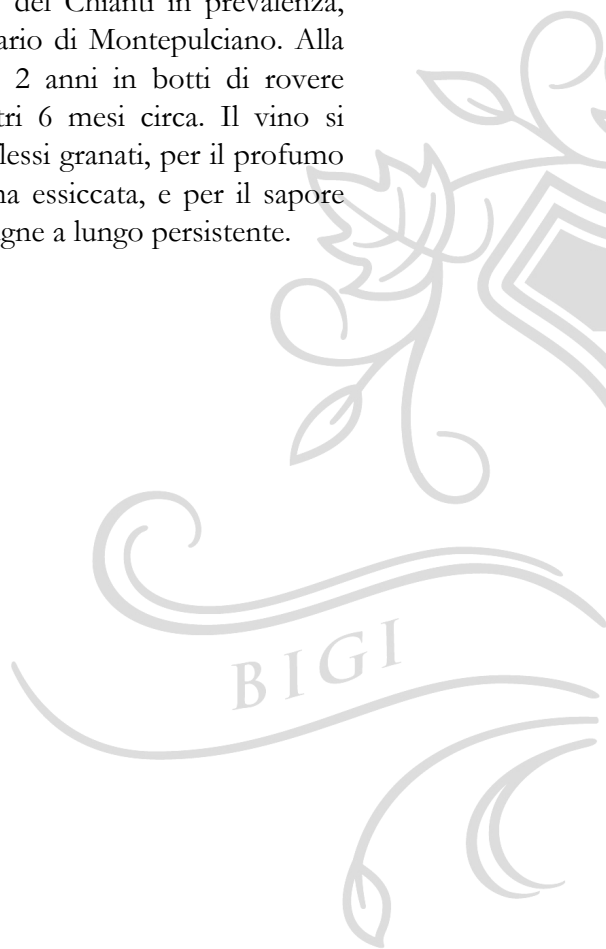 del Chianti in prevalenza,
ario di Montepulciano. Alla
2 anni in botti di rovere
tri 6 mesi circa. Il vino si
lessi granati, per il profumo
na essiccata, e per il sapore
gne a lungo persistente.
BIGI